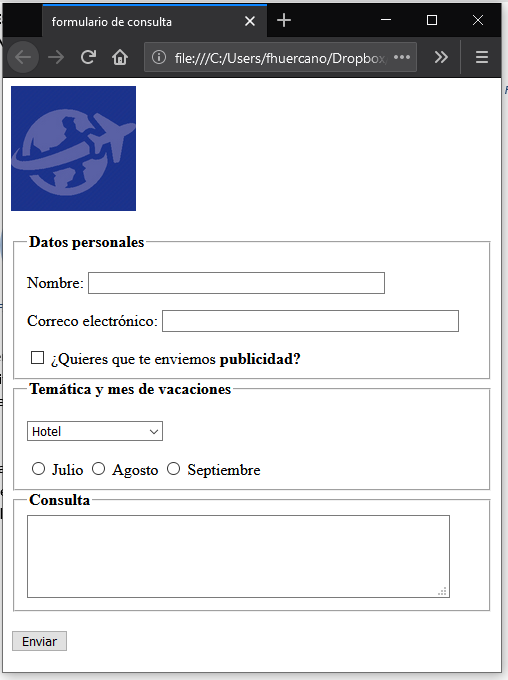 formulario de consulta
file:///C:/Users/fhuercano/Dropbox/
Datos personales
Nombre:
Correco electrónico:
¿Quieres que te enviemos publicidad?
Temática y mes de vacaciones
Hotel
Julio Agosto Septiembre
Consulta
Enviar